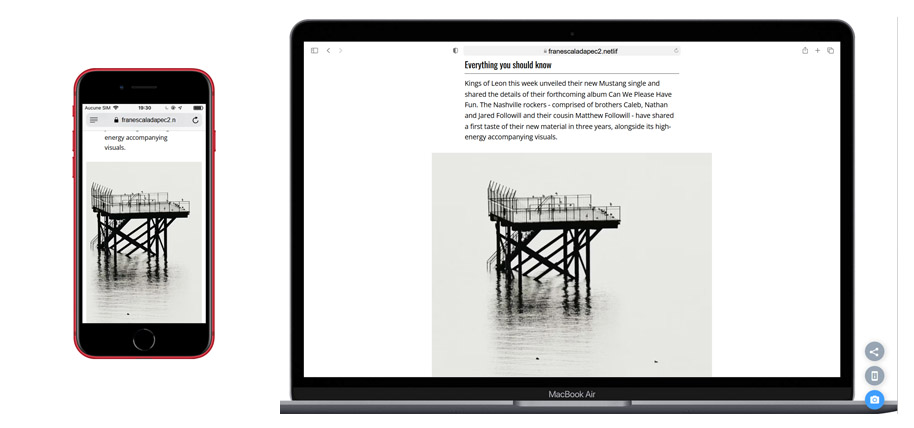 Aucune SIM
19:30
franescaladapec2.n
energy accompanying
visuals.
franescaladapec2.netlif
Everything you should know
Kings of Leon this week unveiled their new Mustang single and
shared the details of their forthcoming album Can We Please Have
Fun. The Nashville rockers - comprised of brothers Caleb, Nathan
and Jared Followill and their cousin Matthew Followill - have shared
a first taste of their new material in three years, alongside its high-
energy accompanying visuals.
MacBook Air